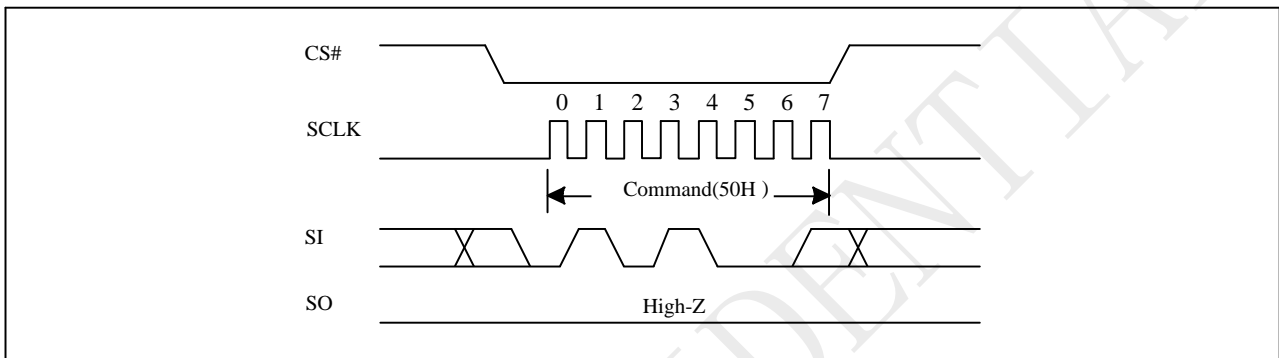 CS#
0 1 2 3 4 5 6 7
SCLK
Command(50H )
SI
SO
High-Z